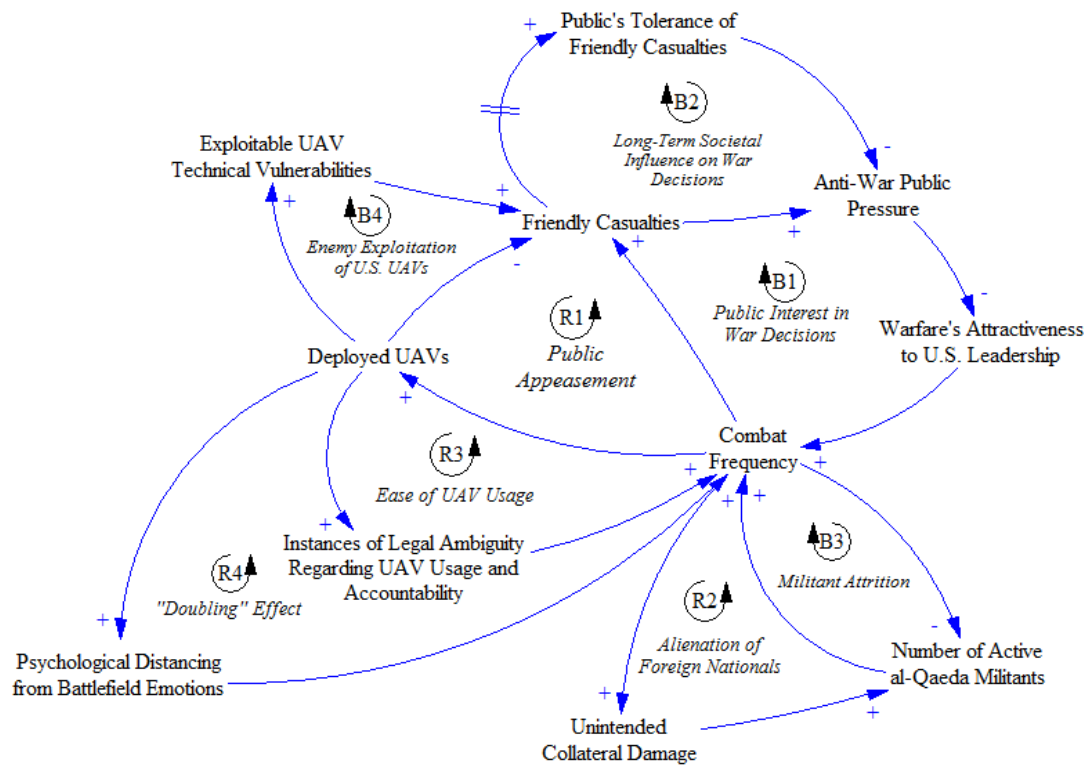 Public's Tolerance of
Friendly Casualties
+
B2
Long-Term Societal
Influence on War
Decisions
-
Exploitable UAV
Technical Vulnerabilities
+
B4
Enemy Exploitation
of U.S. UAVs
+
Friendly Casualties
-
+
+
Anti-War Public
Pressure
-
B1
Public Interest in
War Decisions
R1
Public
Appeasement
Warfare's Attractiveness
to U.S. Leadership
+
Deployed UAVs
+
Combat
Frequency
R3
Ease of UAV Usage
+
+
+
+
Instances of Legal Ambiguity
Regarding UAV Usage and
Accountability
B3
Militant Attrition
R4
"Doubling" Effect
+
R2
Alienation of
Foreign Nationals
-
Number of Active
al-Qaeda Militants
+
Psychological Distancing
from Battlefield Emotions
+
Unintended
Collateral Damage